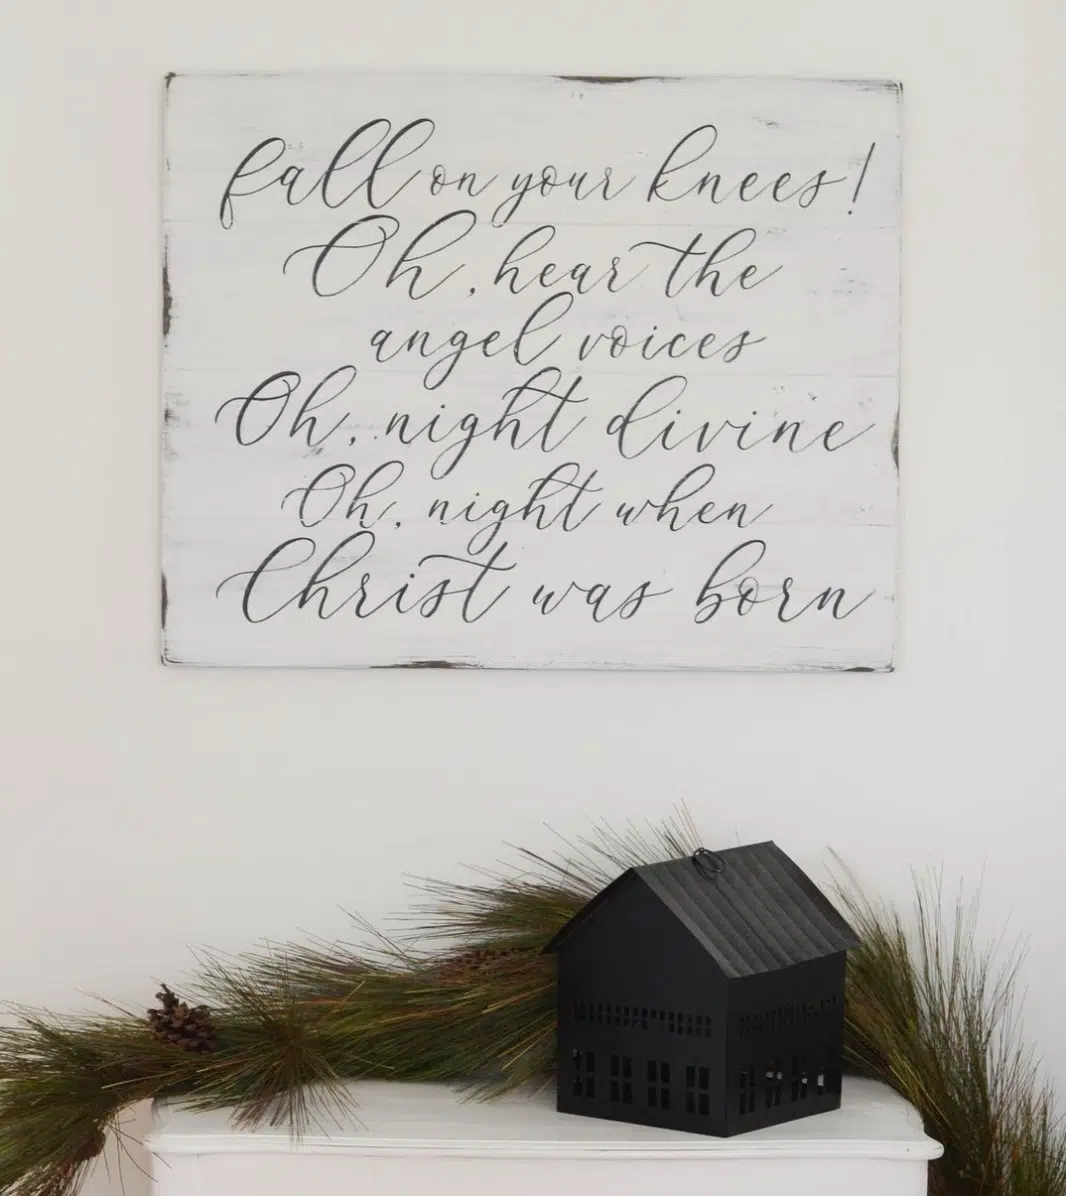 fall on your knees!
Oh, hear the
angel voices
Oh, night divine
Oh, night when
Christ was born